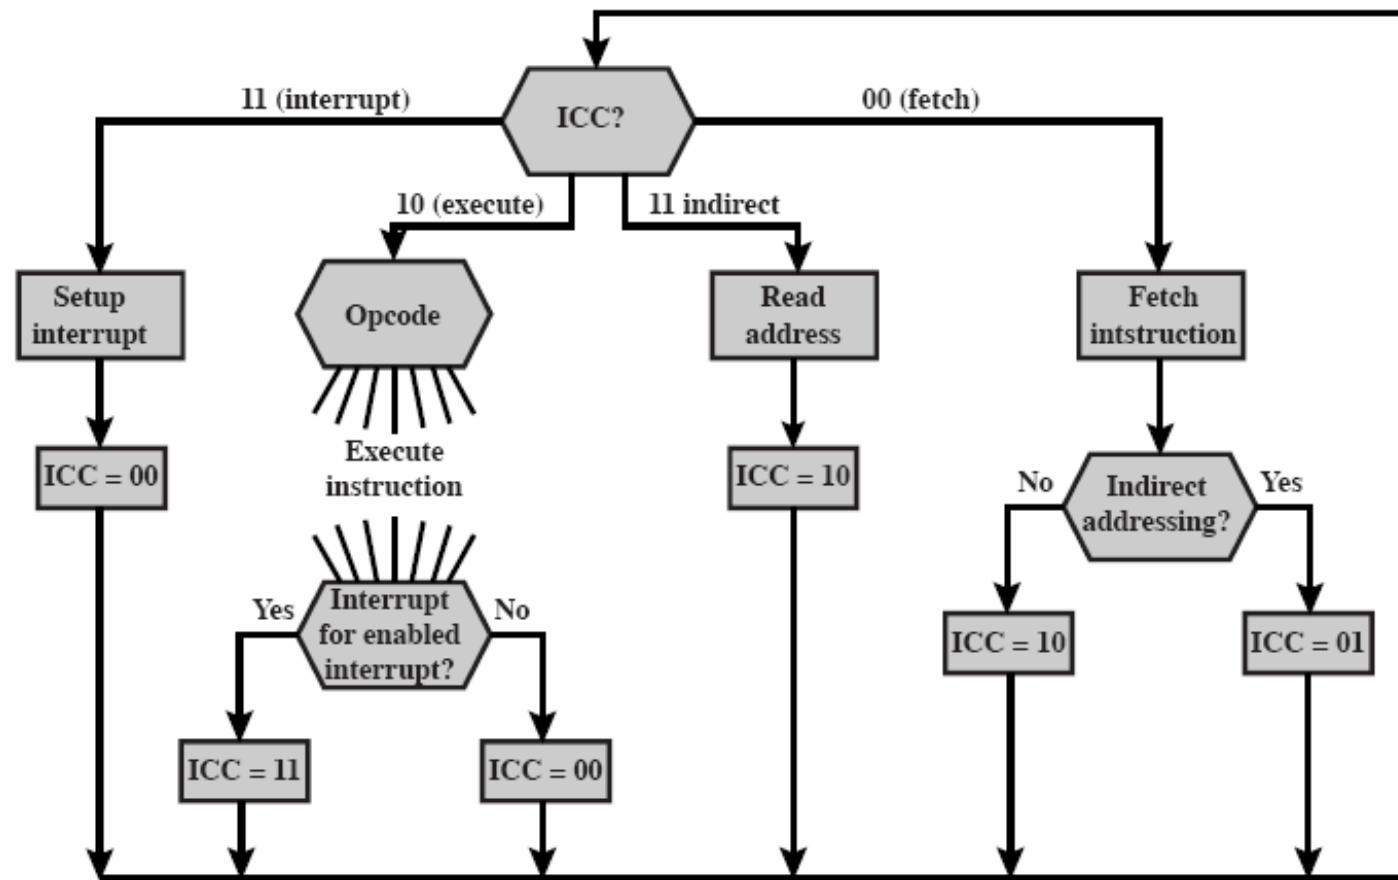 11 (interrupt)
ICC?
00 (fetch)
10 (execute)
11 indirect
Setup
interrupt
Opcode
Read
address
Fetch
intstruction
ICC = 00
Execute
instruction
ICC = 10
No
Indirect
addressing?
Yes
Yes
Interrupt
for enabled
interrupt?
No
ICC = 10
ICC = 01
ICC = 11
ICC = 00